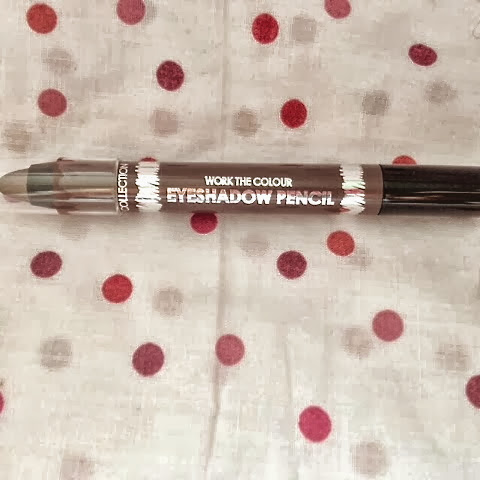 COLLECTION
WORK THE COLOUR
EYESHADOW PENCIL